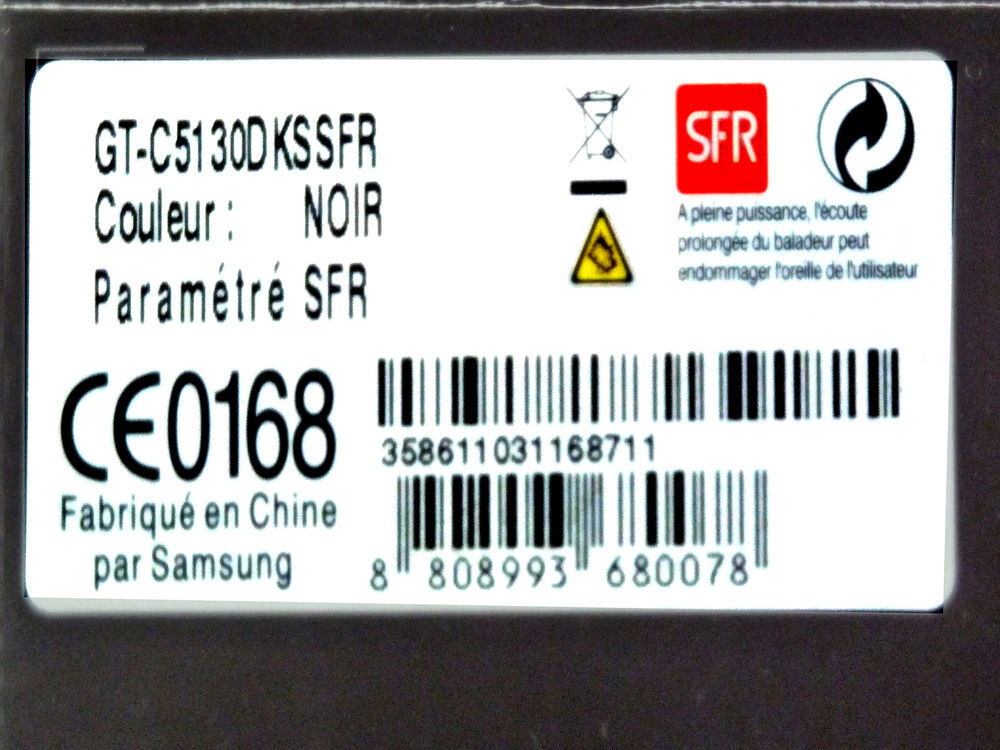 GT-C5130DKSSFR
Couleur : NOIR
Paramétré SFR
SFR
A pleine puissance, l'écoute
prolongée du baladeur peut
endommager l'oreille de l'utilisateur
CE0168
Fabriqué en Chine
par Samsung
358611031168711
8 808993 680078